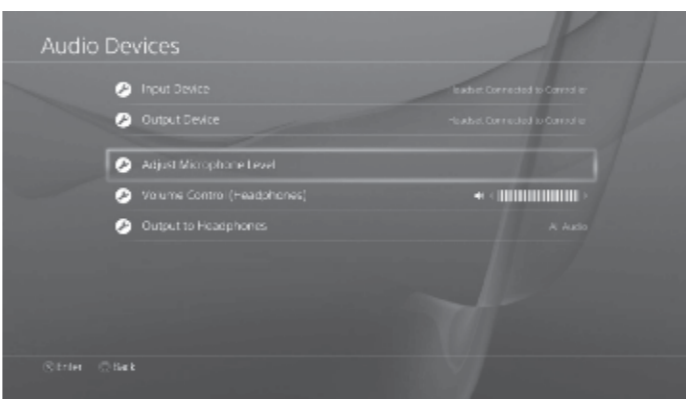 Audio Devices
Input Device Headset Connected to Controller
Output Device Headset Connected to Controller
Adjust Microphone Level
Volume Control (Headphones)
Output to Headphones All Audio
Enter Back